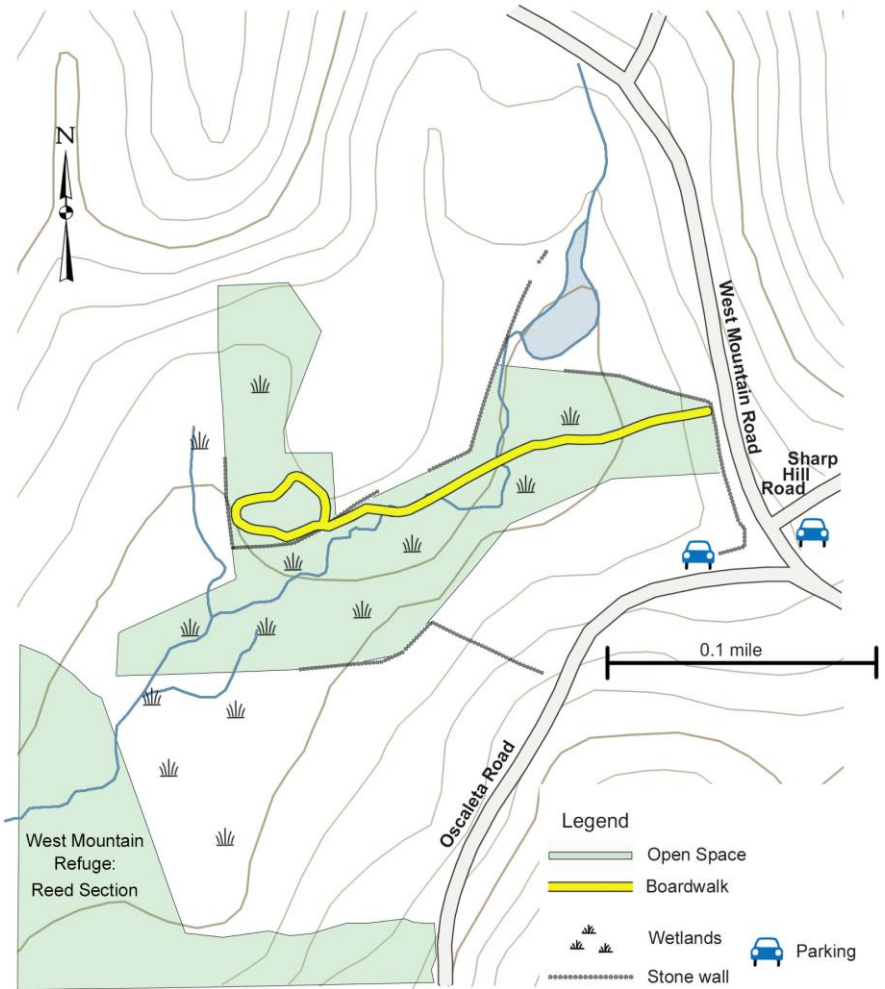 N
West Mountain Road
Sharp
Hill
Road
0.1 mile
Oscaleta Road
West Mountain
Refuge:
Reed Section
Legend
Open Space
Boardwalk
Wetlands
Parking
Stone wall